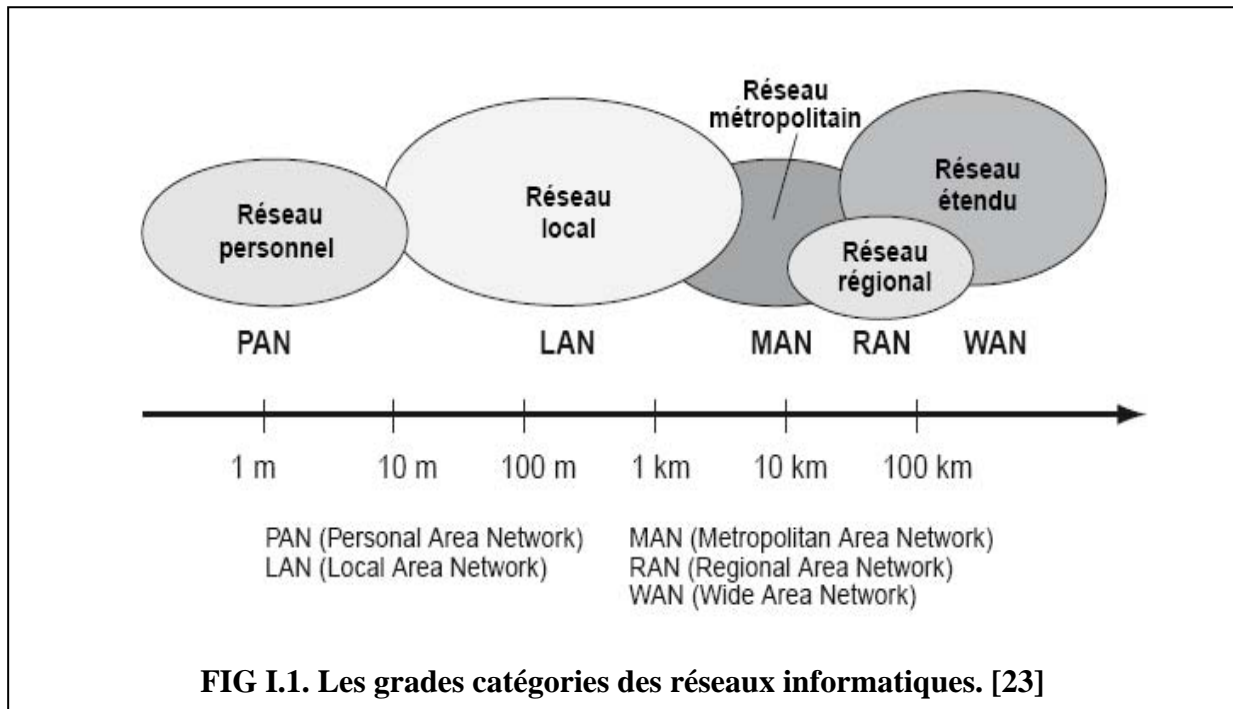 Réseau
métropolitain
Réseau
personnel
Réseau
local
Réseau
étendu
Réseau
régional
PAN LAN MAN RAN WAN
1 m 10 m 100 m 1 km 10 km 100 km
PAN (Personal Area Network)
LAN (Local Area Network)
MAN (Metropolitan Area Network)
RAN (Regional Area Network)
WAN (Wide Area Network)
FIG I.1. Les grades catégories des réseaux informatiques. [23]